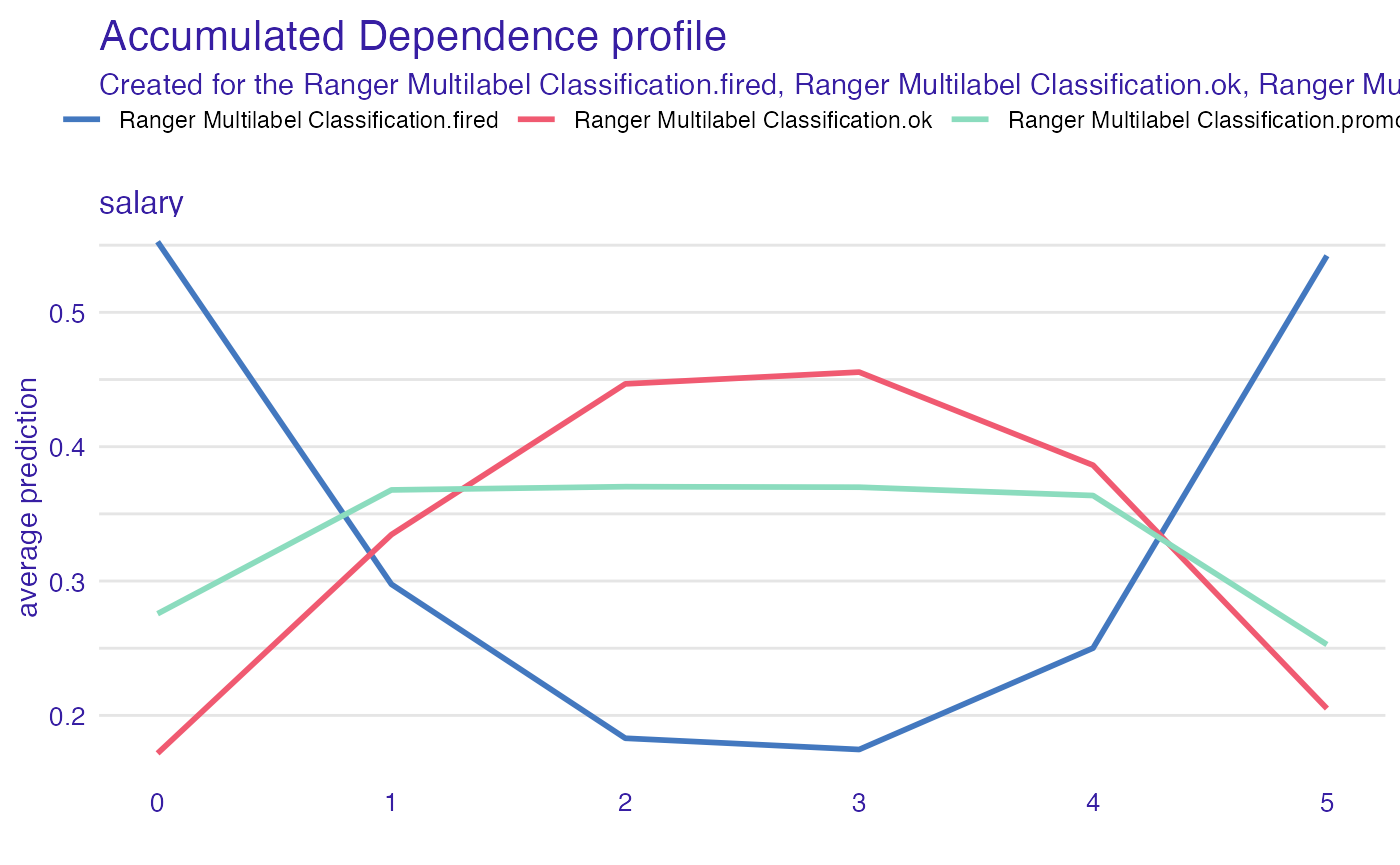 Accumulated Dependence profile
Created for the Ranger Multilabel Classification.fired, Ranger Multilabel Classification.ok, Ranger Mu
Ranger Multilabel Classification.fired Ranger Multilabel Classification.ok Ranger Multilabel Classification.promo
salary
average prediction
0.5
0.4
0.3
0.2
0 1 2 3 4 5